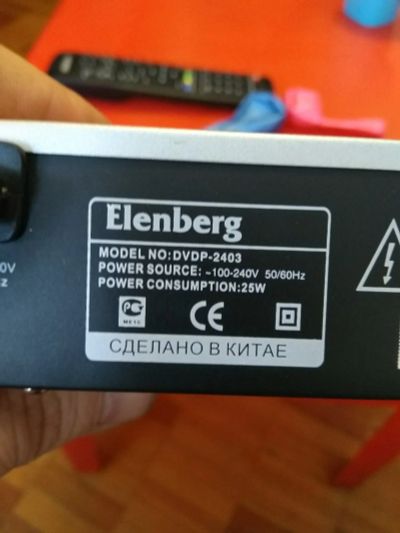 Elenberg
MODEL NO:DVDP-2403
POWER SOURCE: ~100-240V 50/60Hz
POWER CONSUMPTION:25W
CE
СДЕЛАНО В КИТАЕ